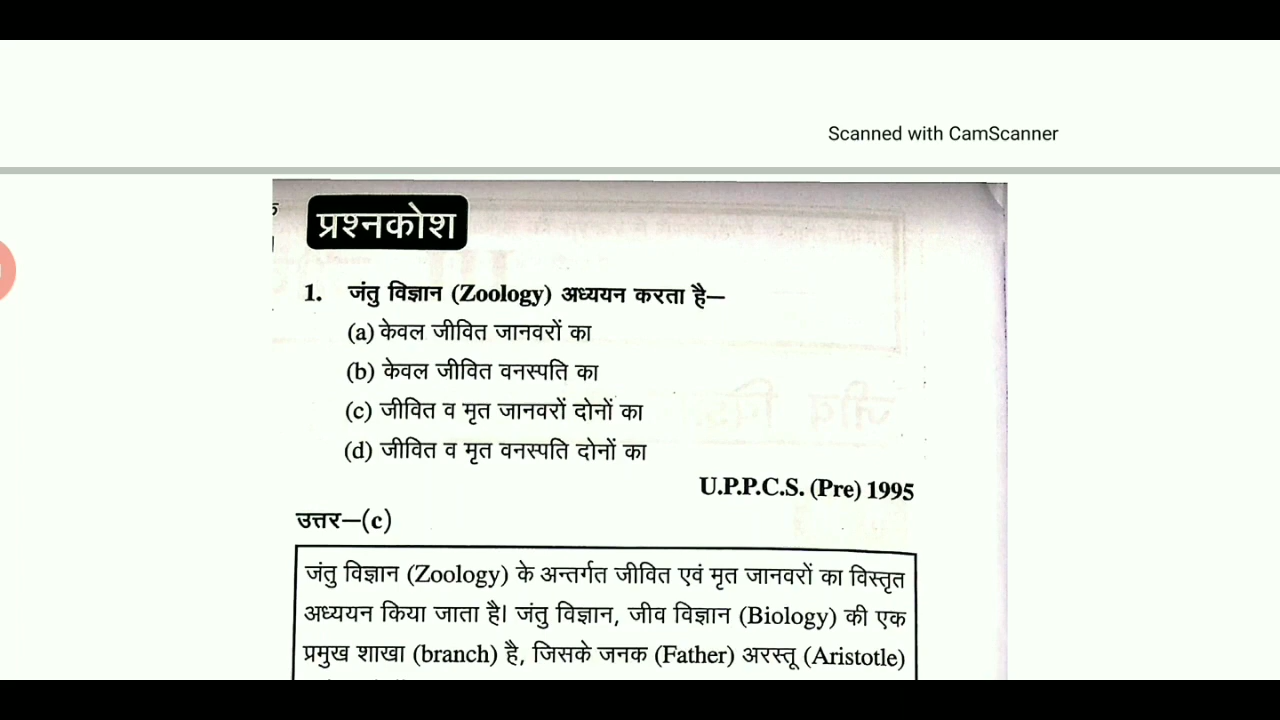 Scanned with CamScanner
प्रश्नकोश
1. जंतु विज्ञान (Zoology) अध्ययन करता है–
(a) केवल जीवित जानवरों का
(b) केवल जीवित वनस्पति का
(c) जीवित व मृत जानवरों दोनों का
(d) जीवित व मृत वनस्पति दोनों का
U.P.P.C.S. (Pre) 1995
उत्तर–(c)
जंतु विज्ञान (Zoology) के अन्तर्गत जीवित एवं मृत जानवरों का विस्तृत
अध्ययन किया जाता है। जंतु विज्ञान, जीव विज्ञान (Biology) की एक
प्रमुख शाखा (branch) है, जिसके जनक (Father) अरस्तू (Aristotle)